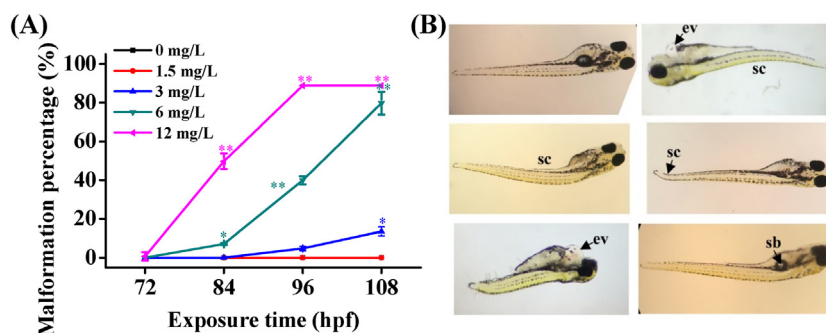 (A)
Malformation percentage (%)
100
80
60
40
20
0
0 mg/L
1.5 mg/L
3 mg/L
6 mg/L
12 mg/L
**
**
**
**
**
*
*
72 84 96 108
Exposure time (hpf)
(B)
ev
sc
sc
sc
ev
sb